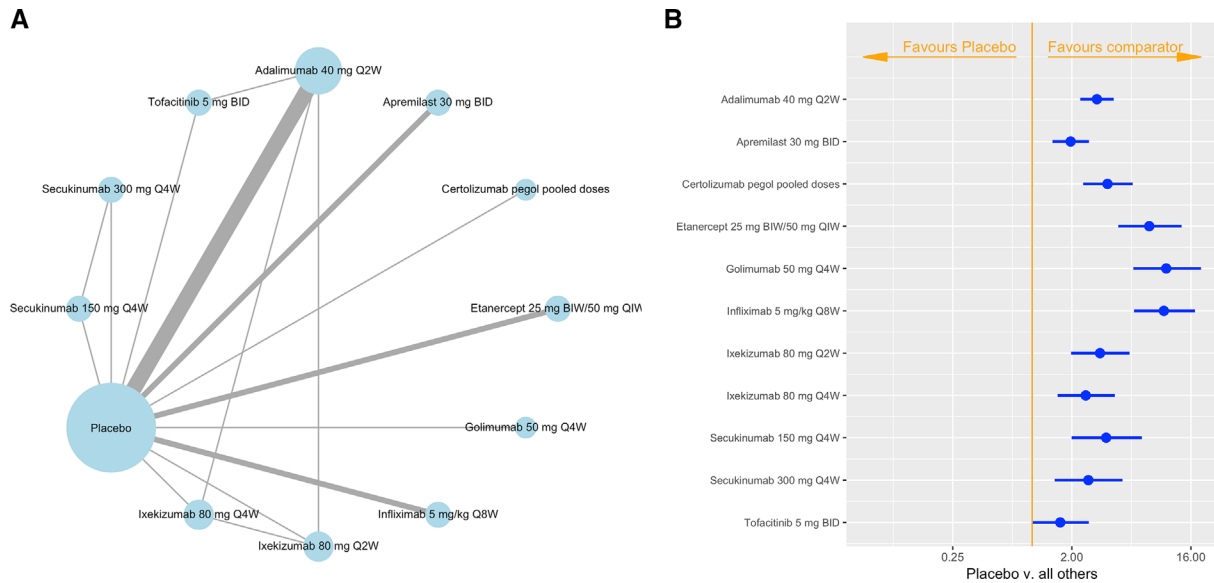 A
Adalimumab 40 mg Q2W
Tofacitinib 5 mg BID
Apremilast 30 mg BID
Secukinumab 300 mg Q4W
Certolizumab pegol pooled doses
Secukinumab 150 mg Q4W
Etanercept 25 mg BIW/50 mg QIW
Placebo
Golimumab 50 mg Q4W
Ixekizumab 80 mg Q4W
Infliximab 5 mg/kg Q8W
Ixekizumab 80 mg Q2W
B
Favours Placebo
Favours comparator
Adalimumab 40 mg Q2W
Apremilast 30 mg BID
Certolizumab pegol pooled doses
Etanercept 25 mg BIW/50 mg QIW
Golimumab 50 mg Q4W
Infliximab 5 mg/kg Q8W
Ixekizumab 80 mg Q2W
Ixekizumab 80 mg Q4W
Secukinumab 150 mg Q4W
Secukinumab 300 mg Q4W
Tofacitinib 5 mg BID
0.25 2.00 16.00
Placebo v. all others